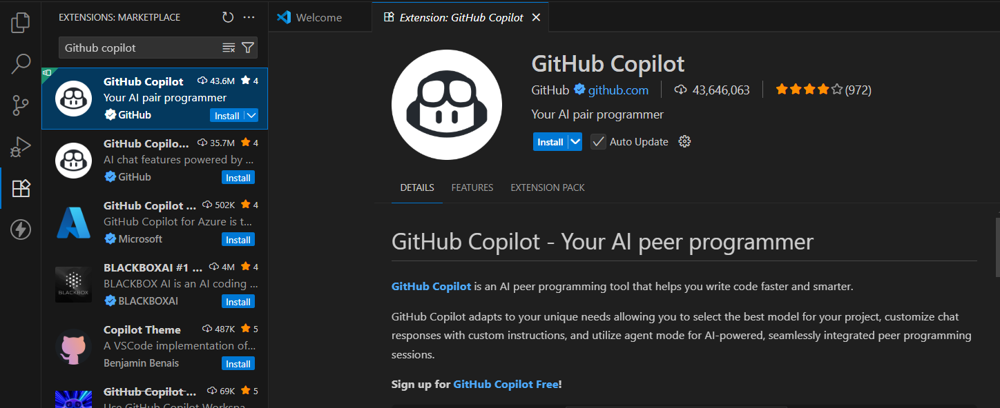 EXTENSIONS: MARKETPLACE
Github copilot
GitHub Copilot 43.6M 4
Your AI pair programmer
GitHub Install
GitHub Copilo... 35.7M 4
AI chat features powered by ...
GitHub Install
GitHub Copilot ... 502K 4
GitHub Copilot for Azure is t...
Microsoft Install
BLACKBOXAI #1 ... 4M 4
BLACKBOX AI is an AI coding ...
BLACKBOX
BLACKBOXAI Install
Copilot Theme 487K 5
A VSCode implementation of...
Benjamin Benais Install
GitHub Copilot ... 69K 5
Use GitHub Copilot Workspa
Welcome
Extension: GitHub Copilot
GitHub Copilot
GitHub github.com 43,646,063 (972)
Your AI pair programmer
Install Auto Update
DETAILS FEATURES EXTENSION PACK
GitHub Copilot - Your AI peer programmer
GitHub Copilot is an AI peer programming tool that helps you write code faster and smarter.
GitHub Copilot adapts to your unique needs allowing you to select the best model for your project, customize chat
responses with custom instructions, and utilize agent mode for AI-powered, seamlessly integrated peer programming
sessions.
Sign up for GitHub Copilot Free!